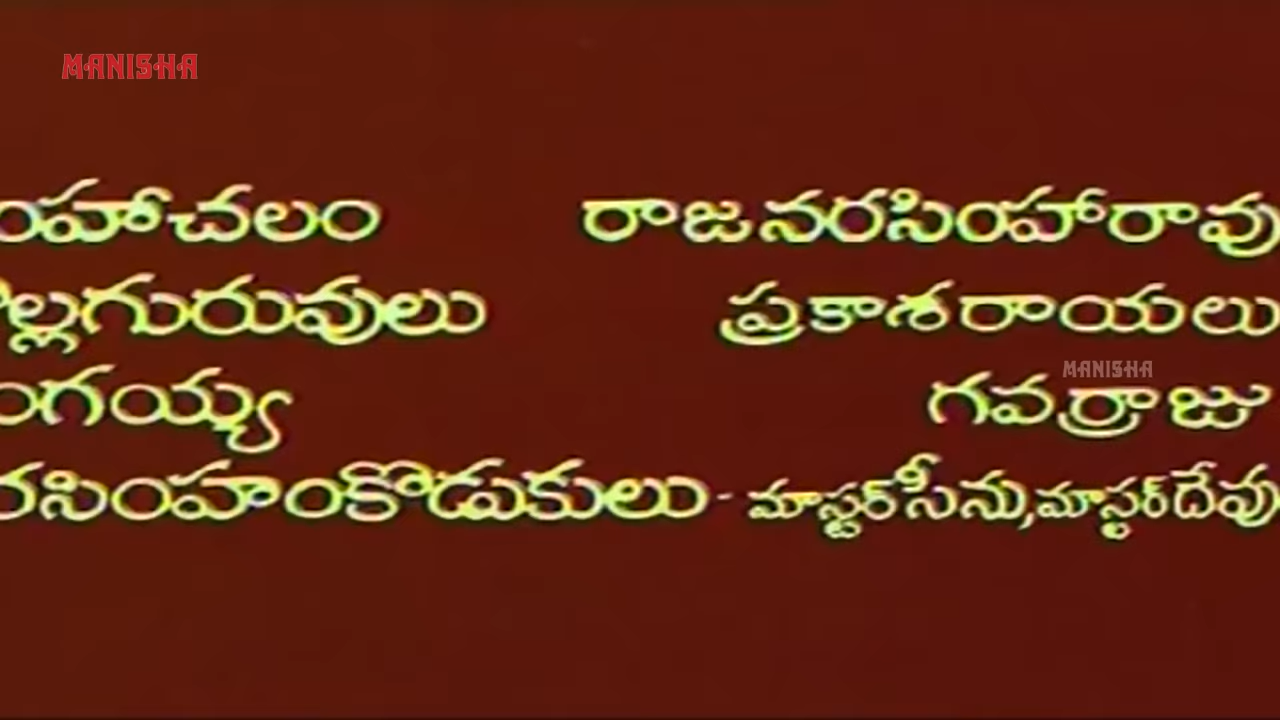 MANISHA
ంహాచలం రాజనరసింహారావు
ల్లగురువులు ప్రకాశరాయలు
MANISHA
ంగయ్య గవర్రాజు
రసింహంకొడుకులు - మాస్టర్ సీను, మాస్టర్ దేవు